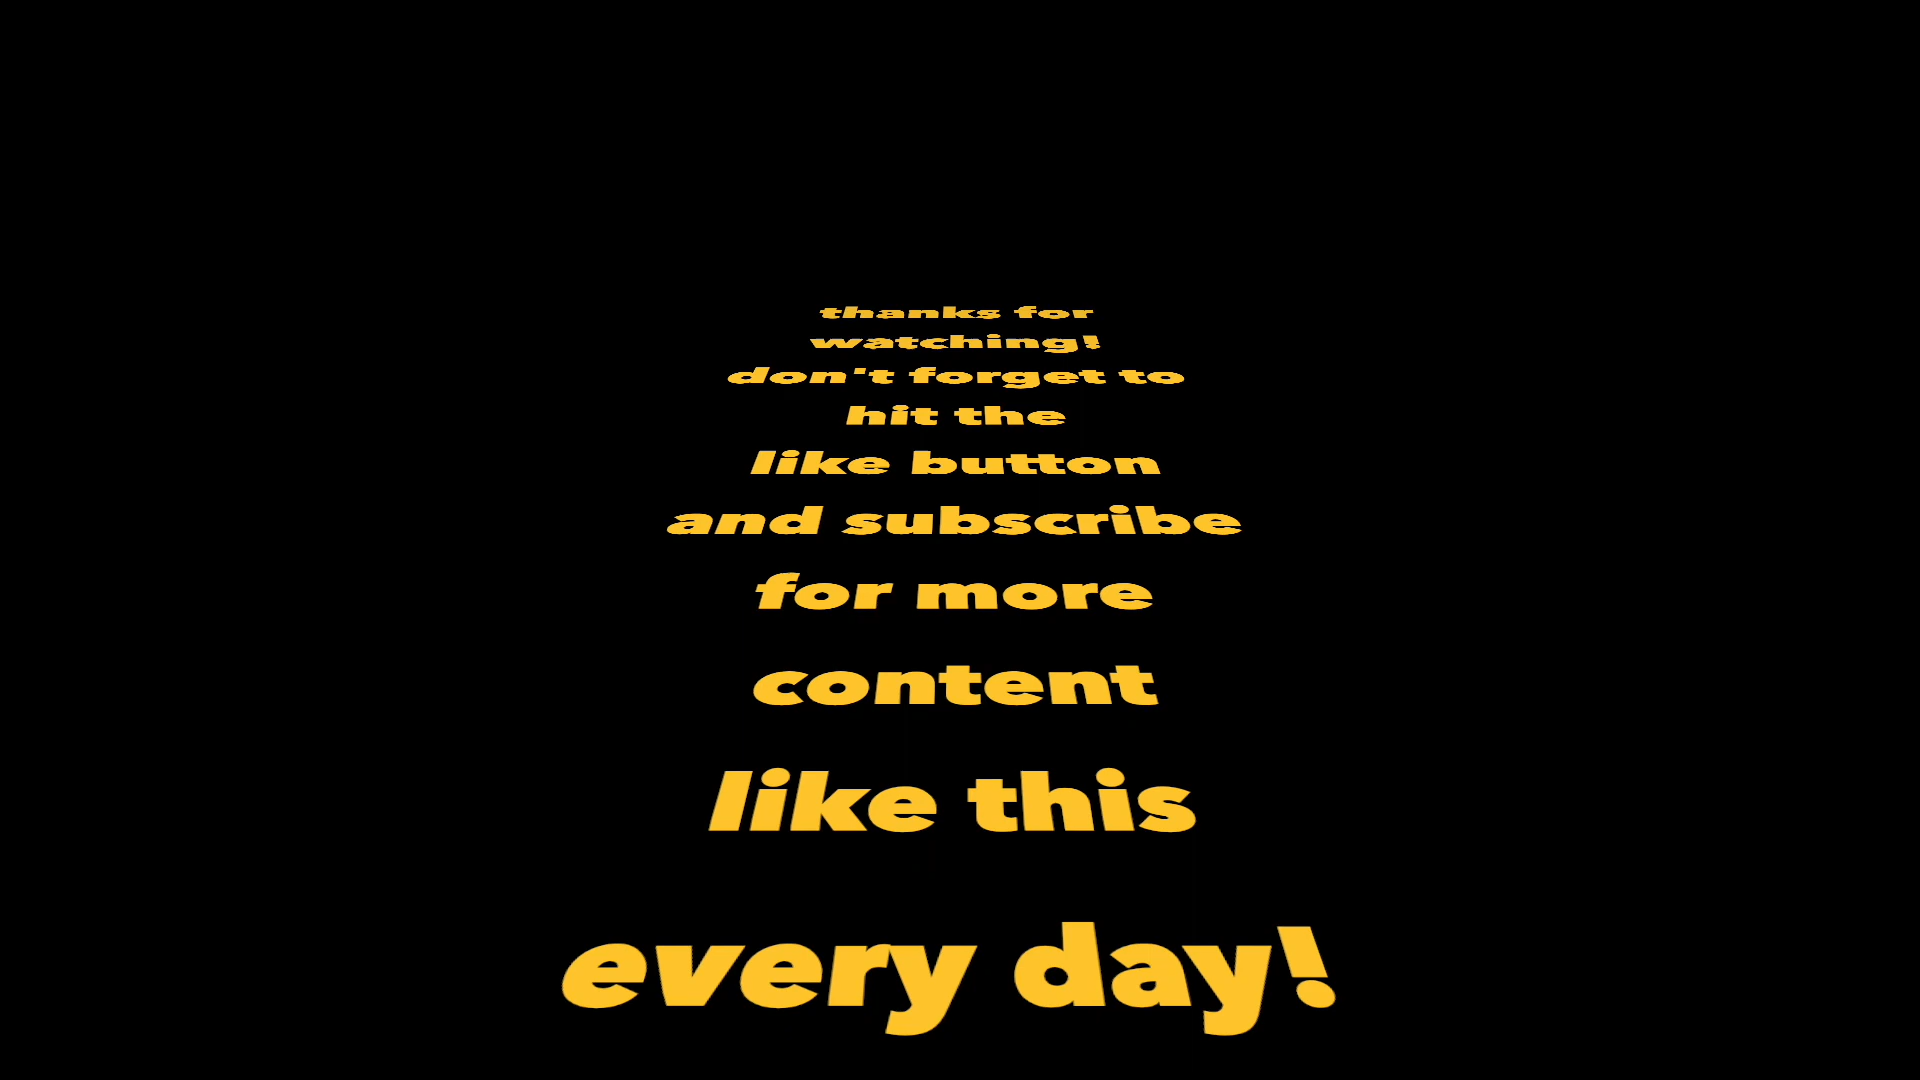 thanks for
watching!
don't forget to
hit the
like button
and subscribe
for more
content
like this
every day!